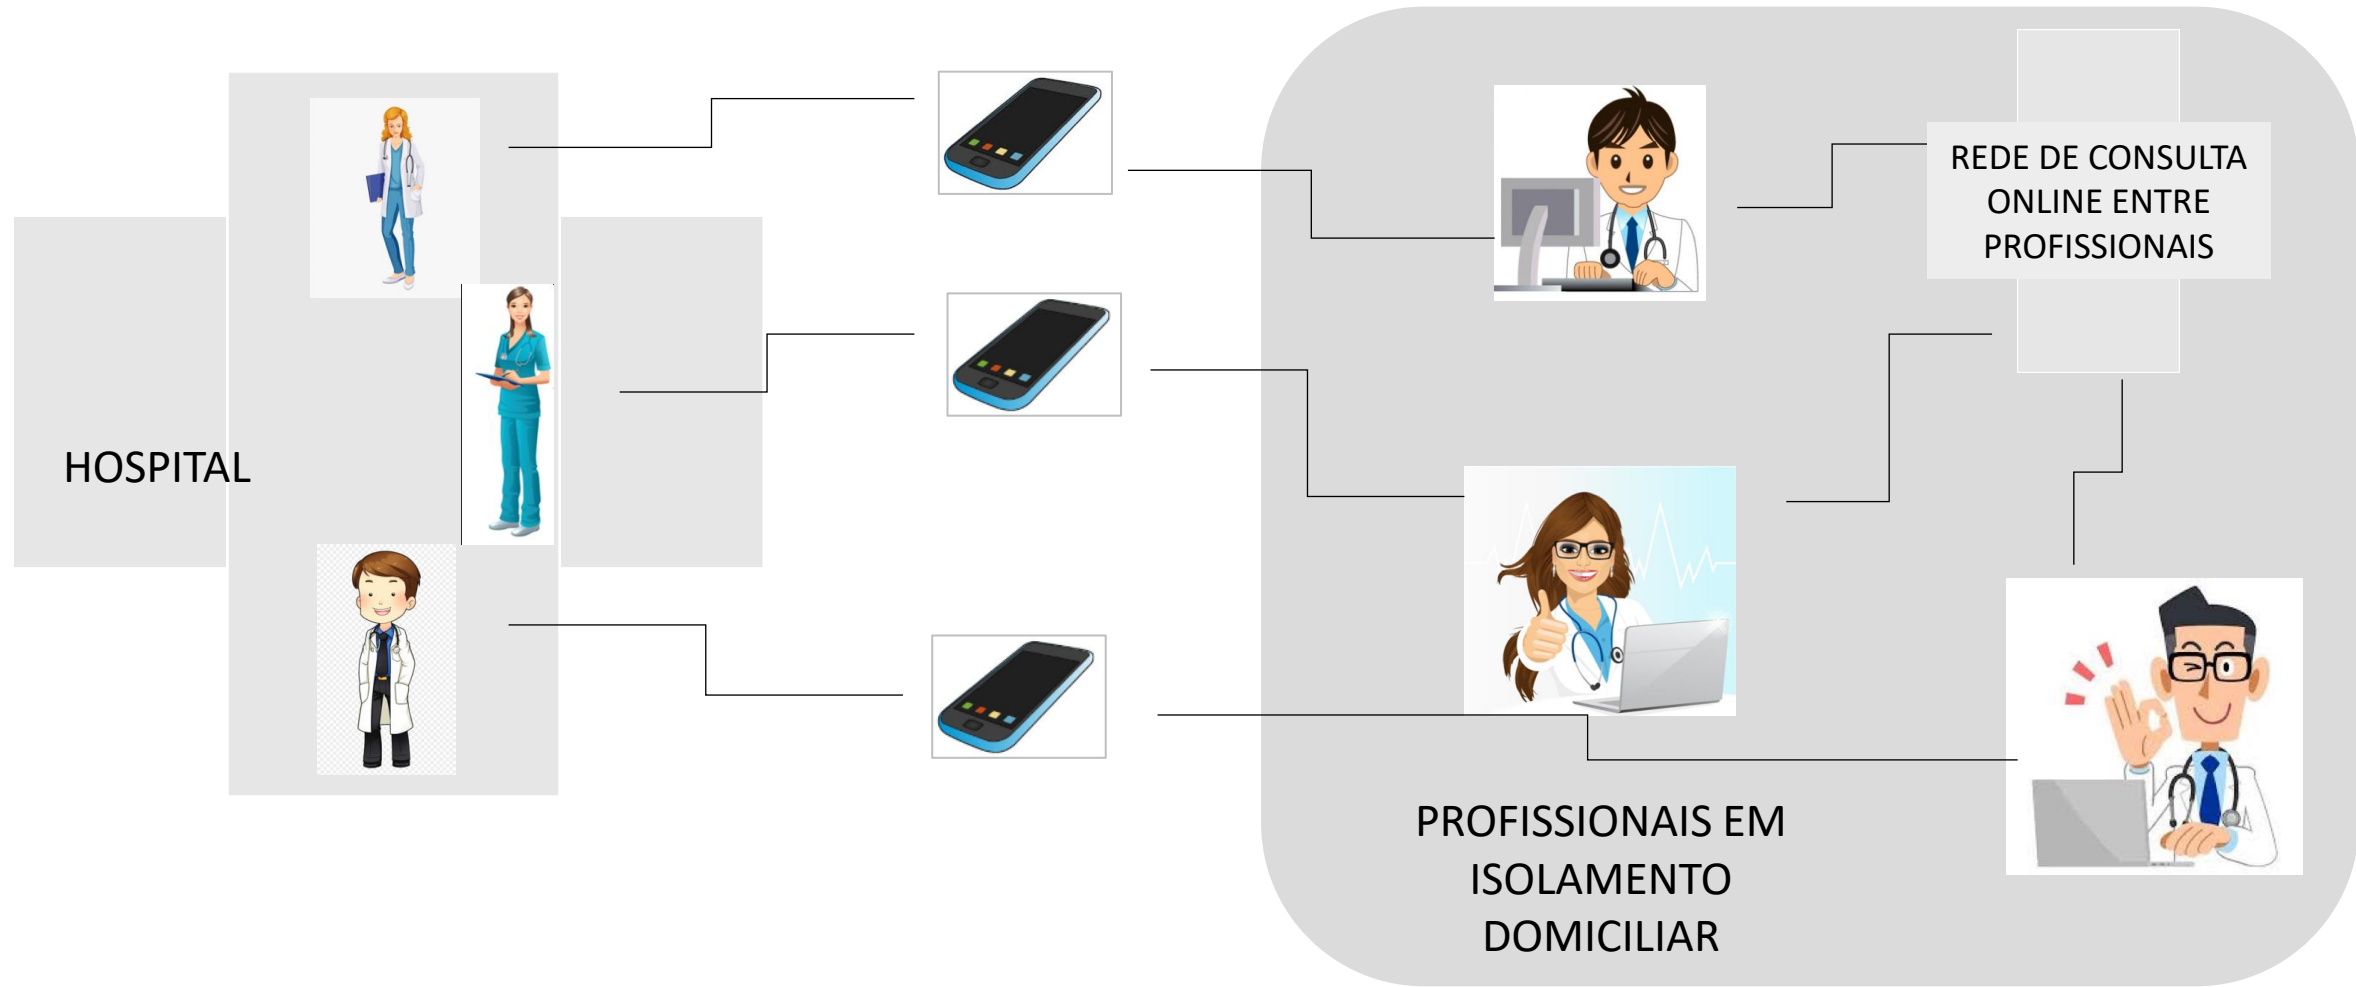 HOSPITAL
REDE DE CONSULTA
ONLINE ENTRE
PROFISSIONAIS
PROFISSIONAIS EM
ISOLAMENTO
DOMICILIAR